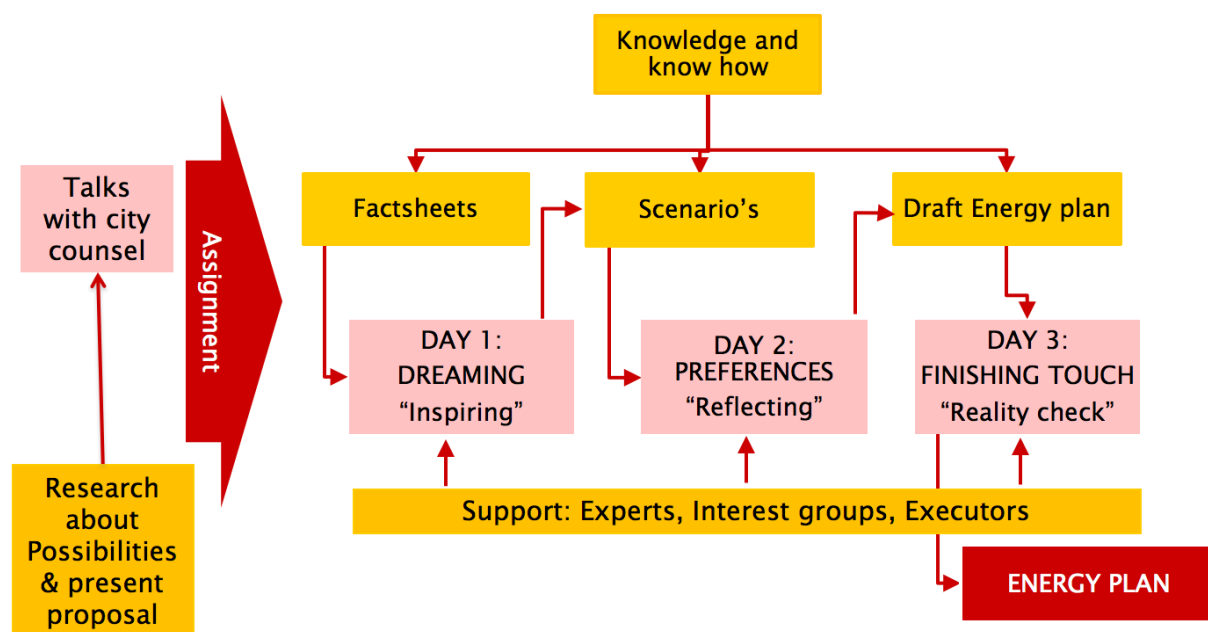 Knowledge and
know how
Talks
with city
counsel
Assignment
Factsheets
Scenario’s
Draft Energy plan
DAY 1:
DREAMING
“Inspiring”
DAY 2:
PREFERENCES
“Reflecting”
DAY 3:
FINISHING TOUCH
“Reality check”
Research
about
Possibilities
& present
proposal
Support: Experts, Interest groups, Executors
ENERGY PLAN